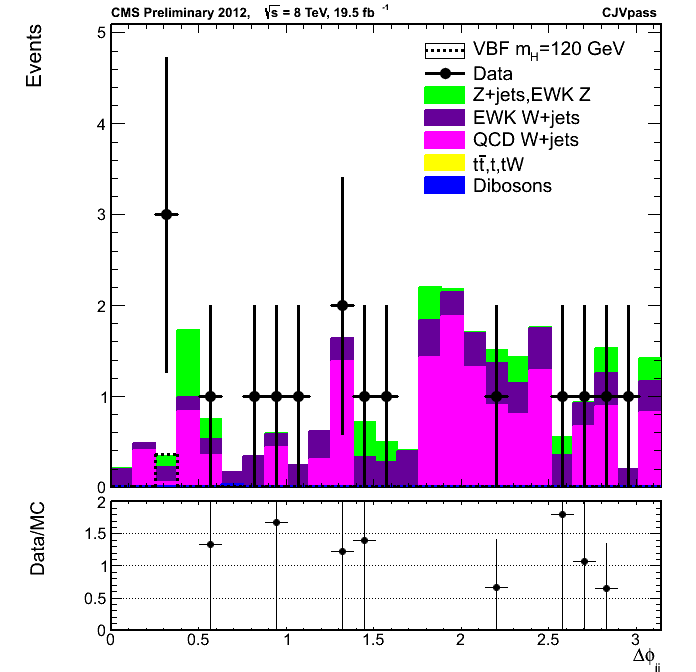 CMS Preliminary 2012, √s = 8 TeV, 19.5 fb⁻¹ CJVpass
Events
5
4
3
2
1
0
VBF m_H=120 GeV
Data
Z+jets,EWK Z
EWK W+jets
QCD W+jets
tt̄,t,tW
Dibosons
Data/MC
2
1.5
1
0.5
0
0 0.5 1 1.5 2 2.5 3
Δϕ_jj